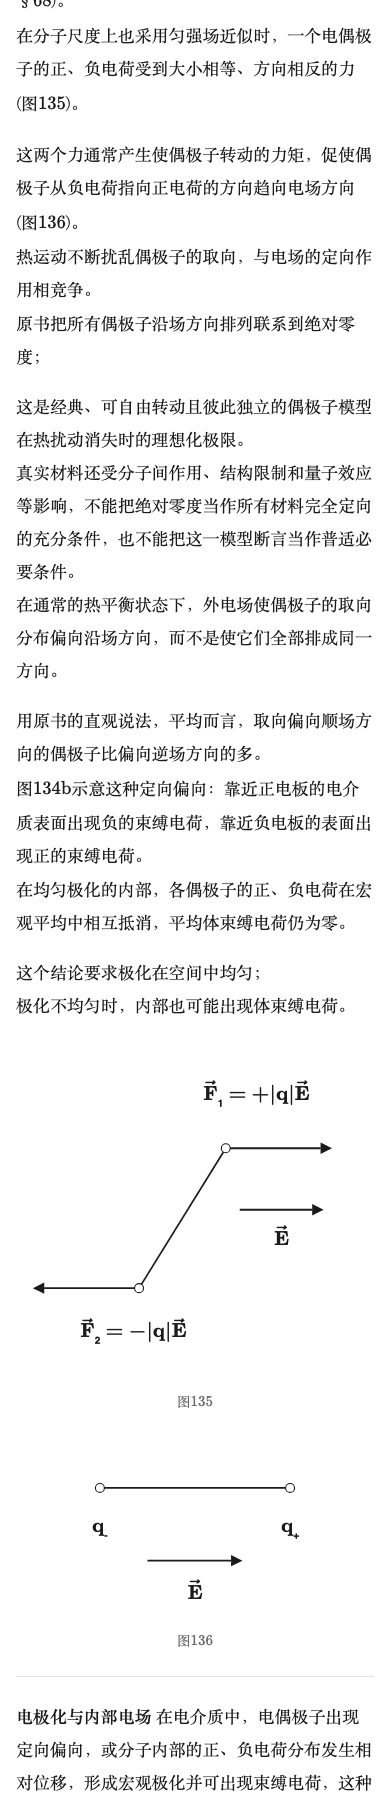 §68)。
在分子尺度上也采用匀强场近似时，一个电偶极
子的正、负电荷受到大小相等、方向相反的力
(图135)。
这两个力通常产生使偶极子转动的力矩，促使偶
极子从负电荷指向正电荷的方向趋向电场方向
(图136)。
热运动不断扰乱偶极子的取向，与电场的定向作
用相竞争。
原书把所有偶极子沿场方向排列联系到绝对零
度；
这是经典、可自由转动且彼此独立的偶极子模型
在热扰动消失时的理想化极限。
真实材料还受分子间作用、结构限制和量子效应
等影响，不能把绝对零度当作所有材料完全定向
的充分条件，也不能把这一模型断言当作普适必
要条件。
在通常的热平衡状态下，外电场使偶极子的取向
分布偏向沿场方向，而不是使它们全部排成同一
方向。
用原书的直观说法，平均而言，取向偏向顺场方
向的偶极子比偏向逆场方向的多。
图134b示意这种定向偏向：靠近正电板的电介
质表面出现负的束缚电荷，靠近负电板的表面出
现正的束缚电荷。
在均匀极化的内部，各偶极子的正、负电荷在宏
观平均中相互抵消，平均体束缚电荷仍为零。
这个结论要求极化在空间中均匀；
极化不均匀时，内部也可能出现体束缚电荷。
F⃗₁ = +|q|E⃗
E⃗
F⃗₂ = −|q|E⃗
图135
q₋ q₊
E⃗
图136
电极化与内部电场 在电介质中，电偶极子出现
定向偏向，或分子内部的正、负电荷分布发生相
对位移，形成宏观极化并可出现束缚电荷，这种